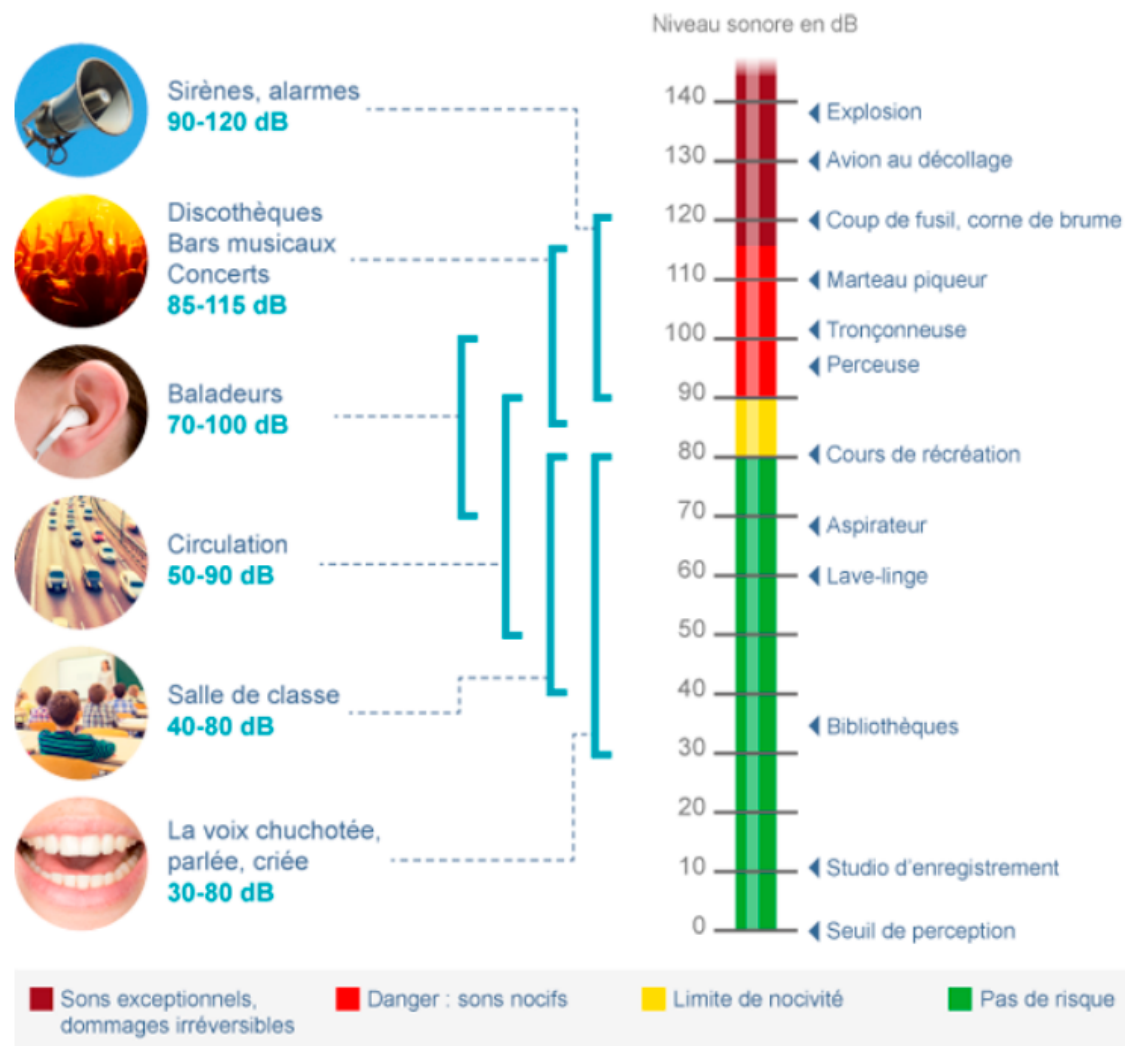 Niveau sonore en dB
Sirènes, alarmes
90-120 dB
Discothèques
Bars musicaux
Concerts
85-115 dB
Baladeurs
70-100 dB
Circulation
50-90 dB
Salle de classe
40-80 dB
La voix chuchotée,
parlée, criée
30-80 dB
140
Explosion
130
Avion au décollage
120
Coup de fusil, corne de brume
110
Marteau piqueur
100
Tronçonneuse
Perceuse
90
80
Cours de récréation
70
Aspirateur
60
Lave-linge
50
40
Bibliothèques
30
20
10
Studio d'enregistrement
0
Seuil de perception
Sons exceptionnels,
dommages irréversibles
Danger : sons nocifs
Limite de nocivité
Pas de risque